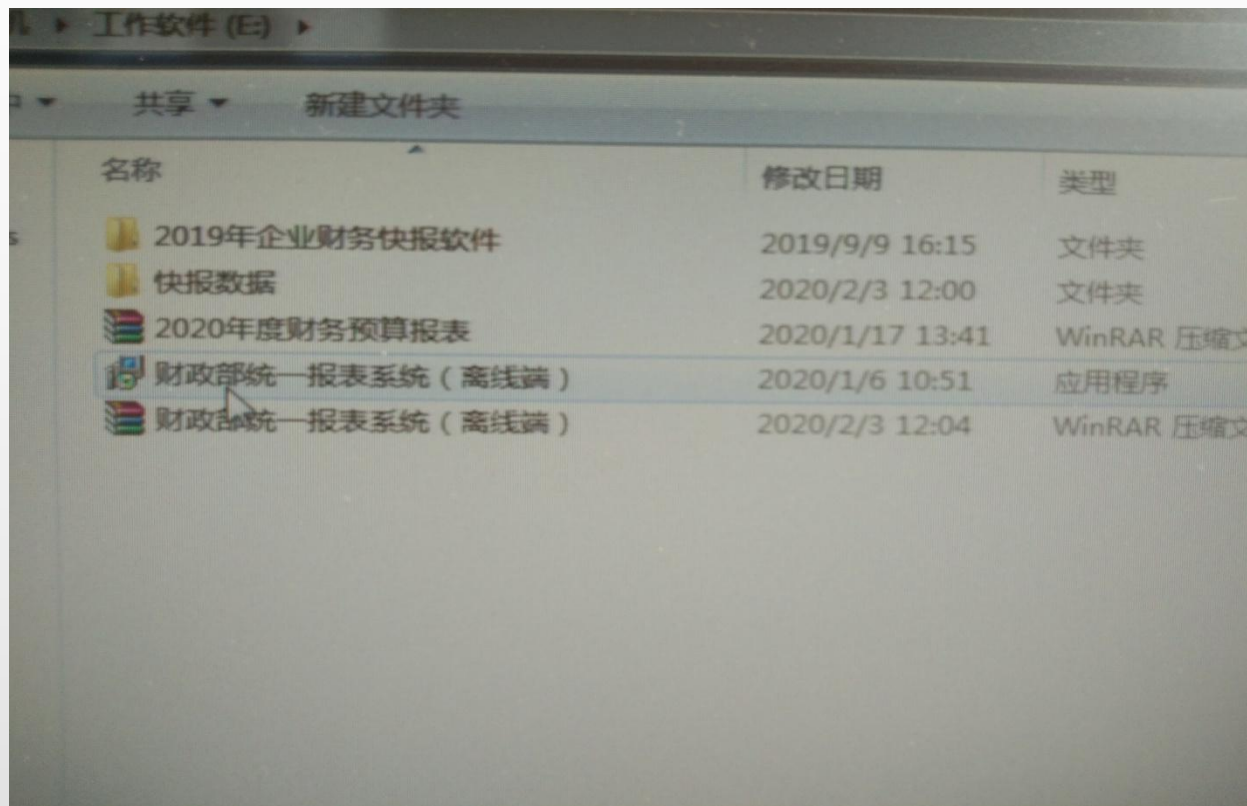 工作软件 (E:)
共享 新建文件夹
名称 修改日期 类型
2019年企业财务快报软件 2019/9/9 16:15 文件夹
快报数据 2020/2/3 12:00 文件夹
2020年度财务预算报表 2020/1/17 13:41 WinRAR 压缩文
财政部统一报表系统（离线端） 2020/1/6 10:51 应用程序
财政部统一报表系统（离线端） 2020/2/3 12:04 WinRAR 压缩文